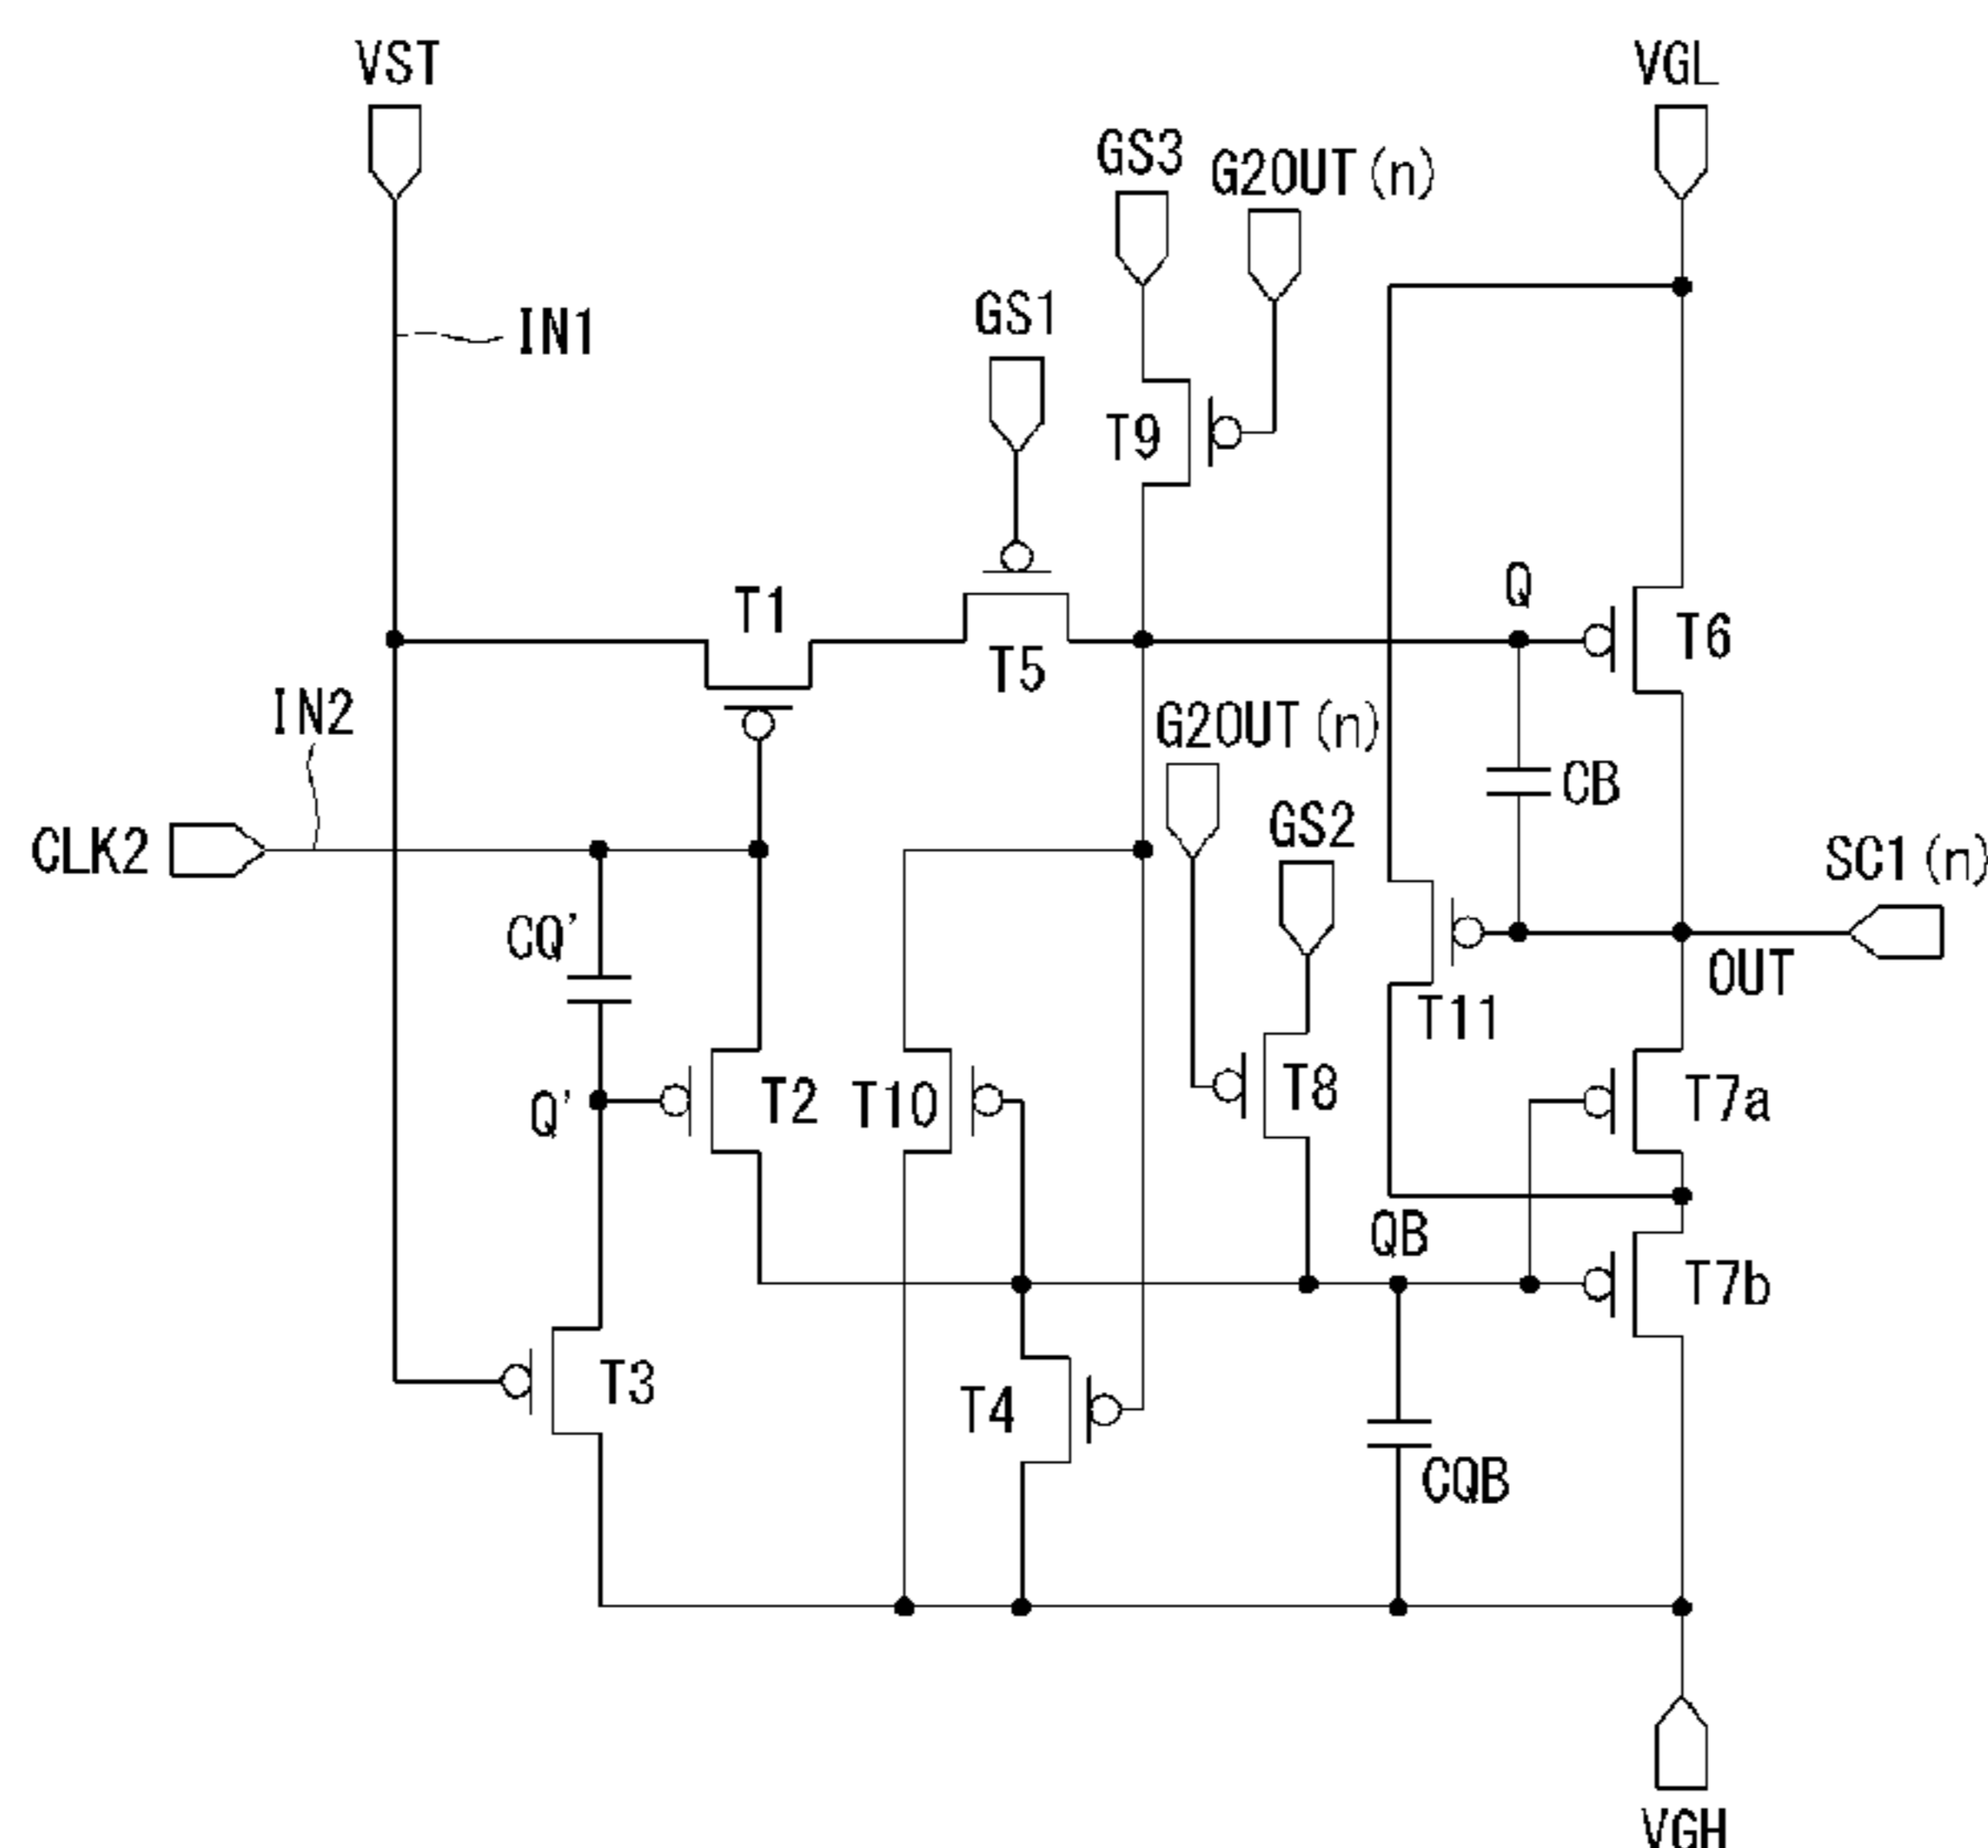 VST
VGL
GS3
G2OUT(n)
GS1
IN1
T9
Q
T1
T6
T5
IN2
G2OUT(n)
CB
GS2
CLK2
SC1(n)
CQ'
OUT
T11
Q'
T2
T10
T8
T7a
QB
T7b
T3
T4
CQB
VGH